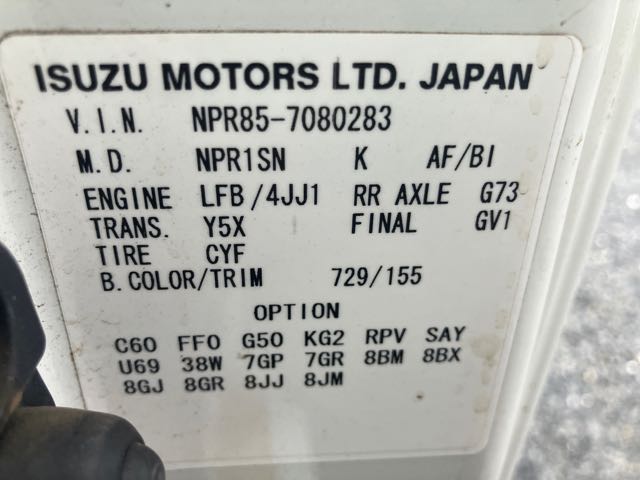 ISUZU MOTORS LTD. JAPAN
V.I.N. NPR85-7080283
M.D. NPR1SN K AF/BI
ENGINE LFB/4JJ1 RR AXLE G73
TRANS. Y5X FINAL GV1
TIRE CYF
B.COLOR/TRIM 729/155
OPTION
C60 FF0 G50 KG2 RPV SAY
U69 38W 7GP 7GR 8BM 8BX
8GJ 8GR 8JJ 8JM